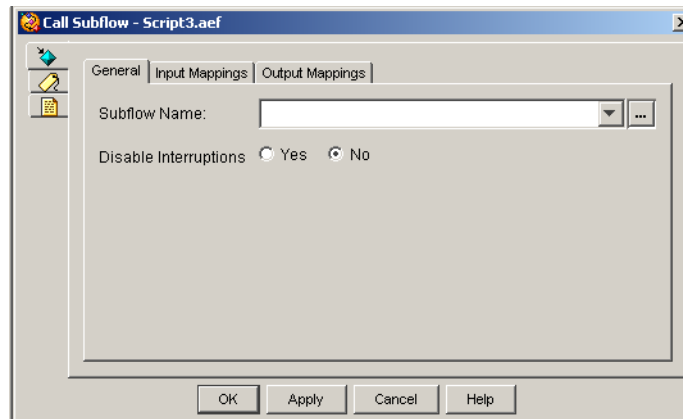 Call Subflow - Script3.aef
General Input Mappings Output Mappings
Subflow Name:
...
Disable Interruptions Yes No
OK Apply Cancel Help